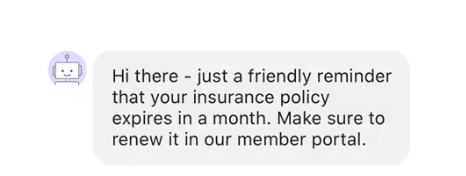 Hi there - just a friendly reminder
that your insurance policy
expires in a month. Make sure to
renew it in our member portal.